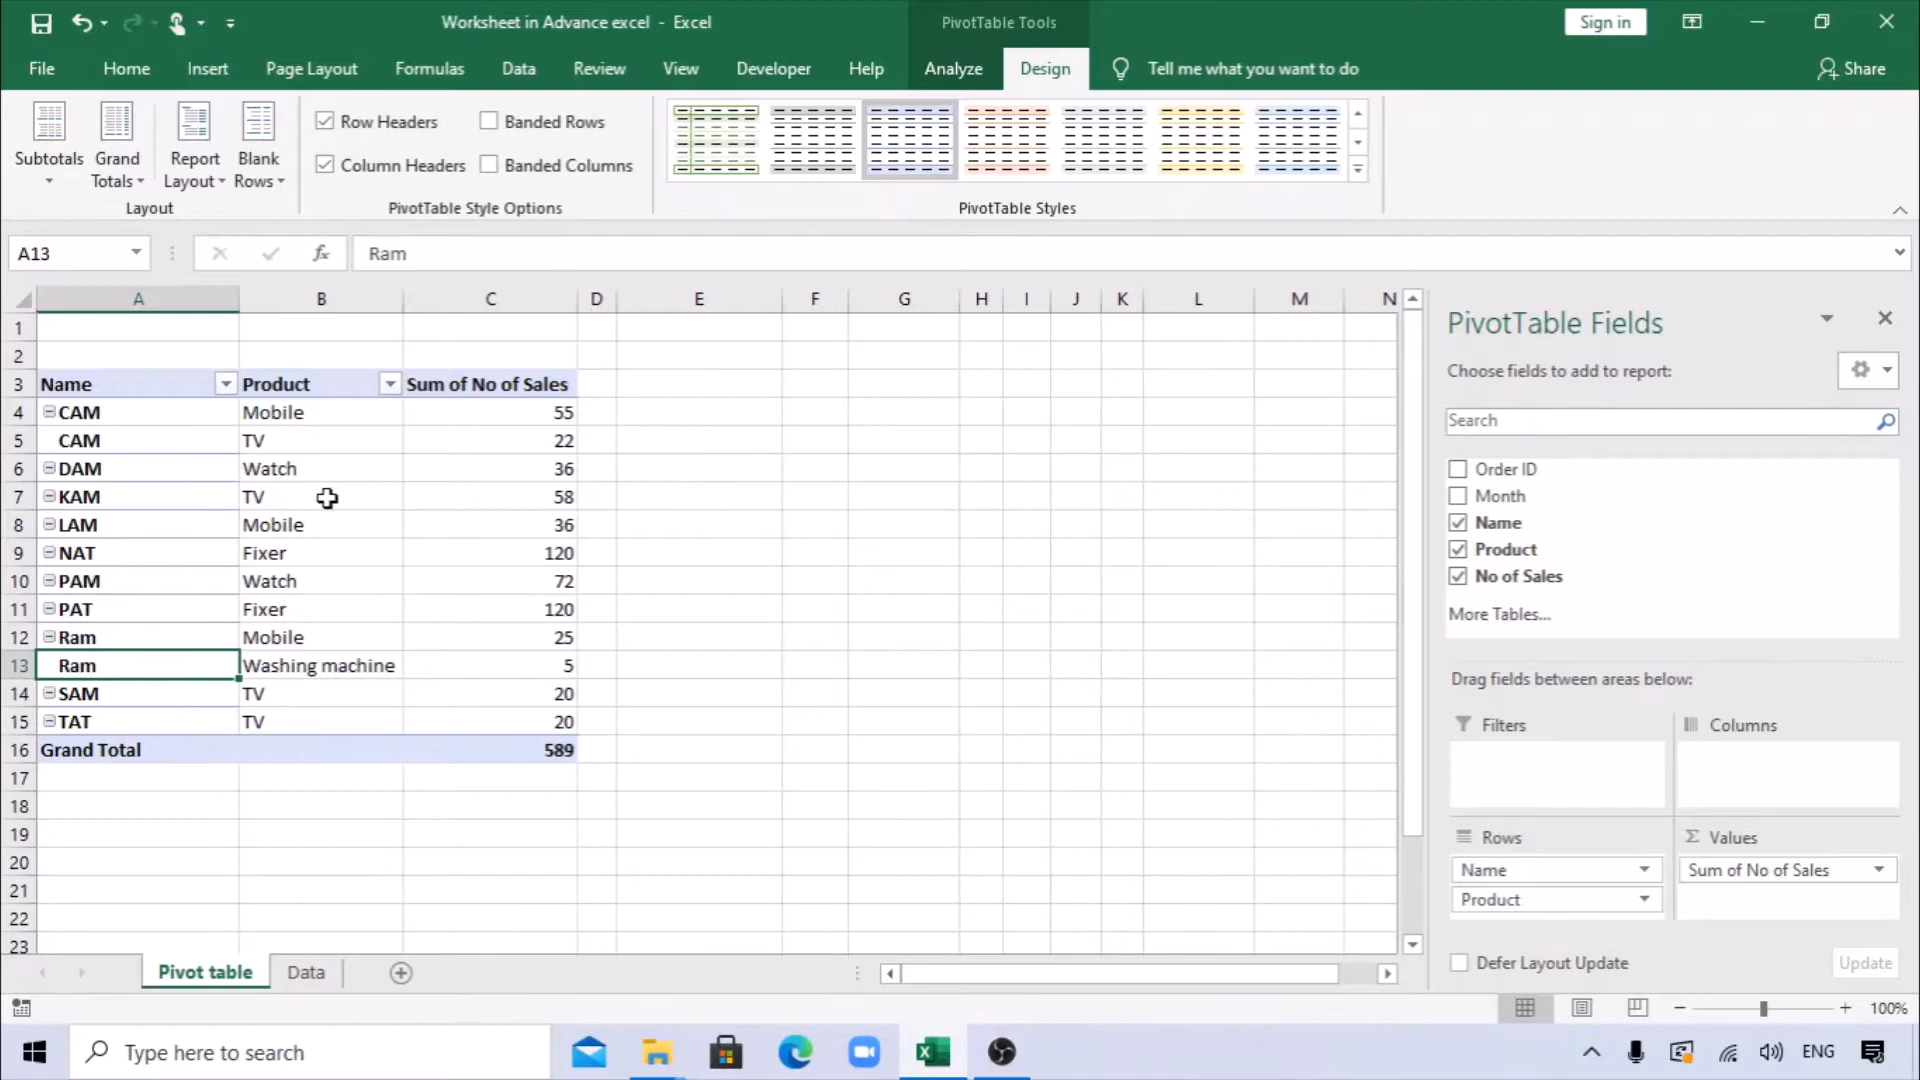 Worksheet in Advance excel - Excel
PivotTable Tools
Sign in
File Home Insert Page Layout Formulas Data Review View Developer Help Analyze Design Tell me what you want to do Share
Subtotals
Grand Totals
Report Layout
Blank Rows
Row Headers
Banded Rows
Column Headers
Banded Columns
Layout
PivotTable Style Options
PivotTable Styles
A13
fx
Ram
A B C D E F G H I J K L M N
1
2
3 Name Product Sum of No of Sales
4 CAM Mobile 55
5 CAM TV 22
6 DAM Watch 36
7 KAM TV 58
8 LAM Mobile 36
9 NAT Fixer 120
10 PAM Watch 72
11 PAT Fixer 120
12 Ram Mobile 25
13 Ram Washing machine 5
14 SAM TV 20
15 TAT TV 20
16 Grand Total 589
17
18
19
20
21
22
23
PivotTable Fields
Choose fields to add to report:
Search
Order ID
Month
Name
Product
No of Sales
More Tables...
Drag fields between areas below:
Filters
Columns
Rows
Σ Values
Name
Sum of No of Sales
Product
Defer Layout Update
Update
Pivot table Data
100%
Type here to search
ENG